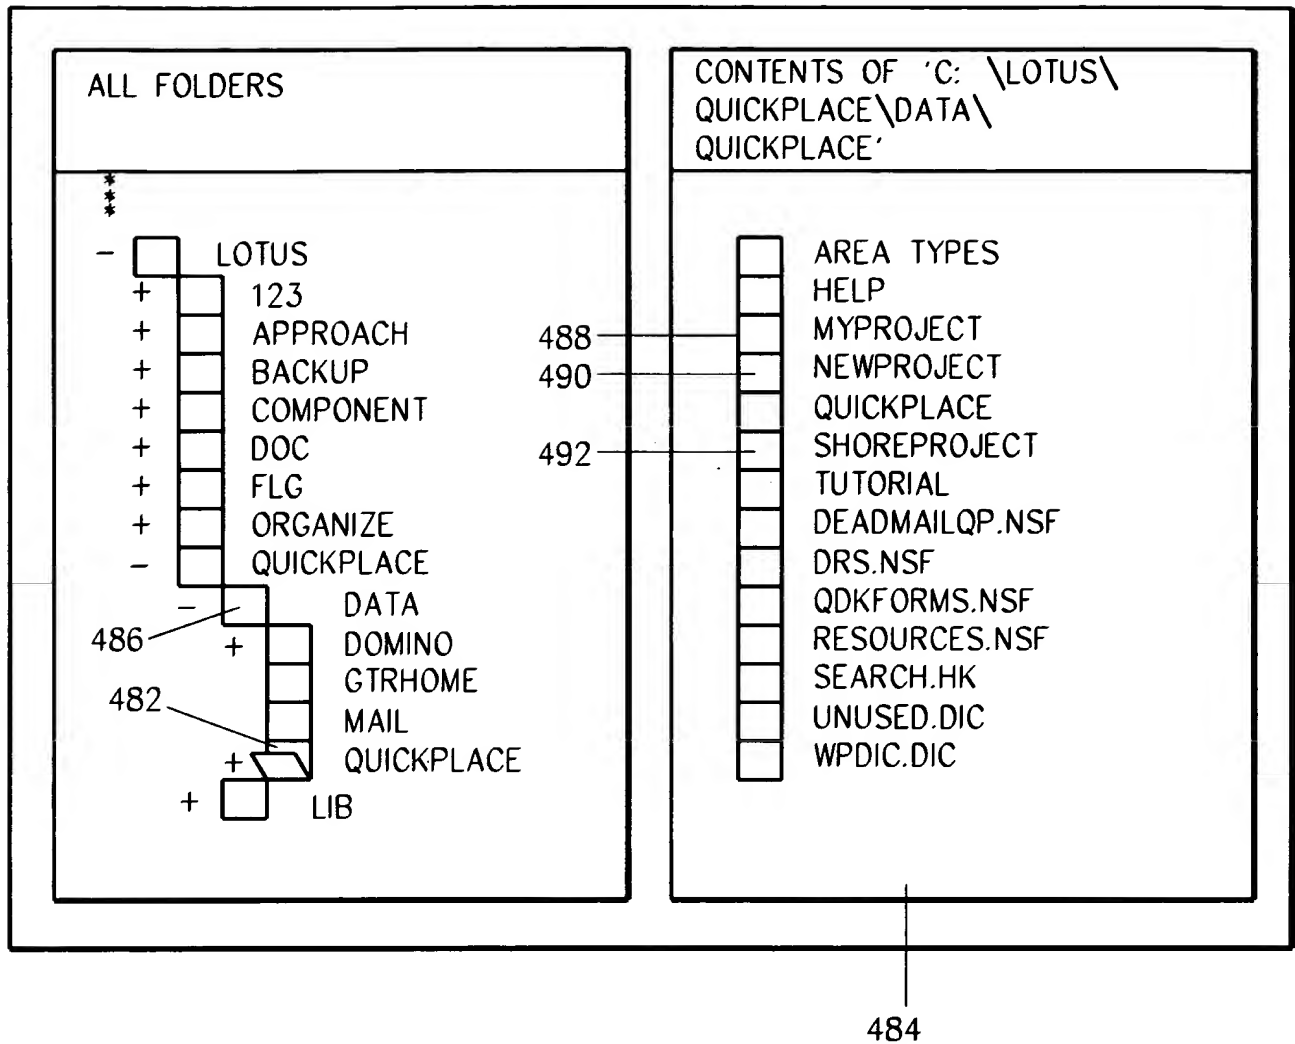 ALL FOLDERS
***
- LOTUS
+ 123
+ APPROACH
+ BACKUP
+ COMPONENT
+ DOC
+ FLG
+ ORGANIZE
- QUICKPLACE
- DATA
486
+ DOMINO
GTRHOME
482
MAIL
+ QUICKPLACE
+ LIB
CONTENTS OF 'C: \LOTUS\
QUICKPLACE\DATA\
QUICKPLACE'
AREA TYPES
HELP
488 MYPROJECT
490 NEWPROJECT
QUICKPLACE
492 SHOREPROJECT
TUTORIAL
DEADMAILQP.NSF
DRS.NSF
QDKFORMS.NSF
RESOURCES.NSF
SEARCH.HK
UNUSED.DIC
WPDIC.DIC
484